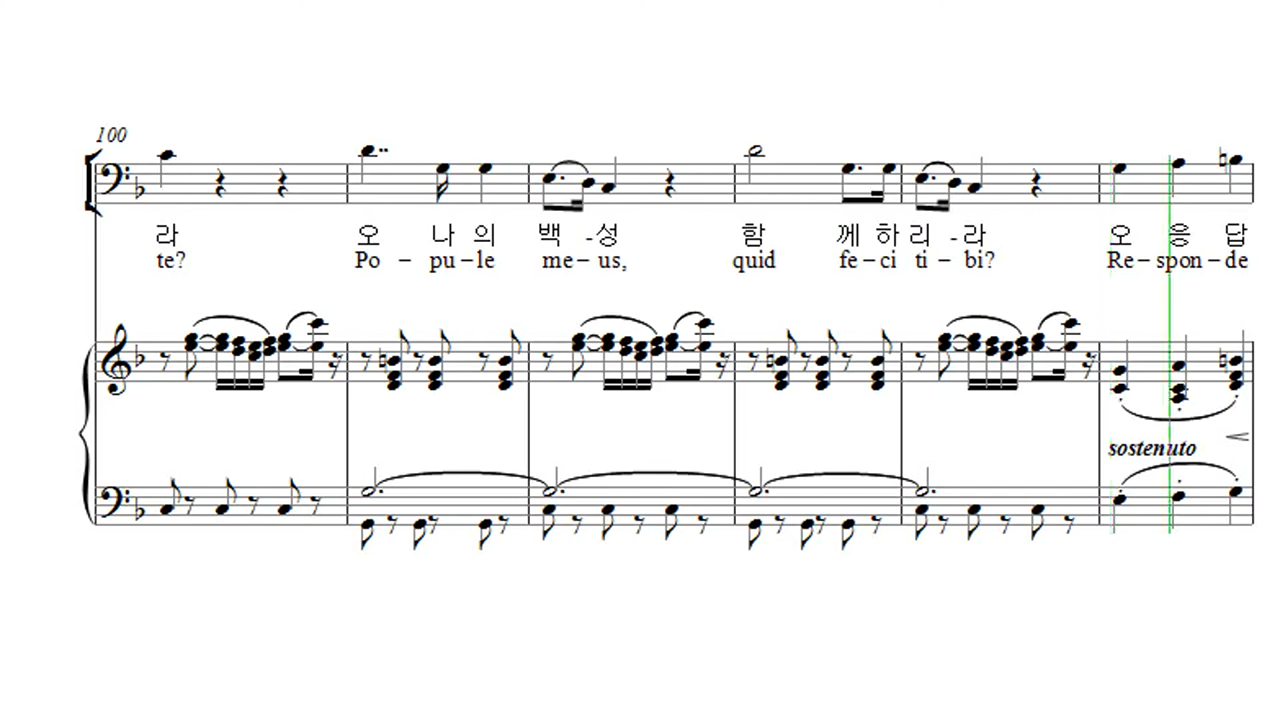 100
라 오 나 의 백 - 성 함 께 하 리 - 라 오 응 답
te? Po – pu – le me – us, quid fe – ci ti – bi? Re – spon – de
sostenuto